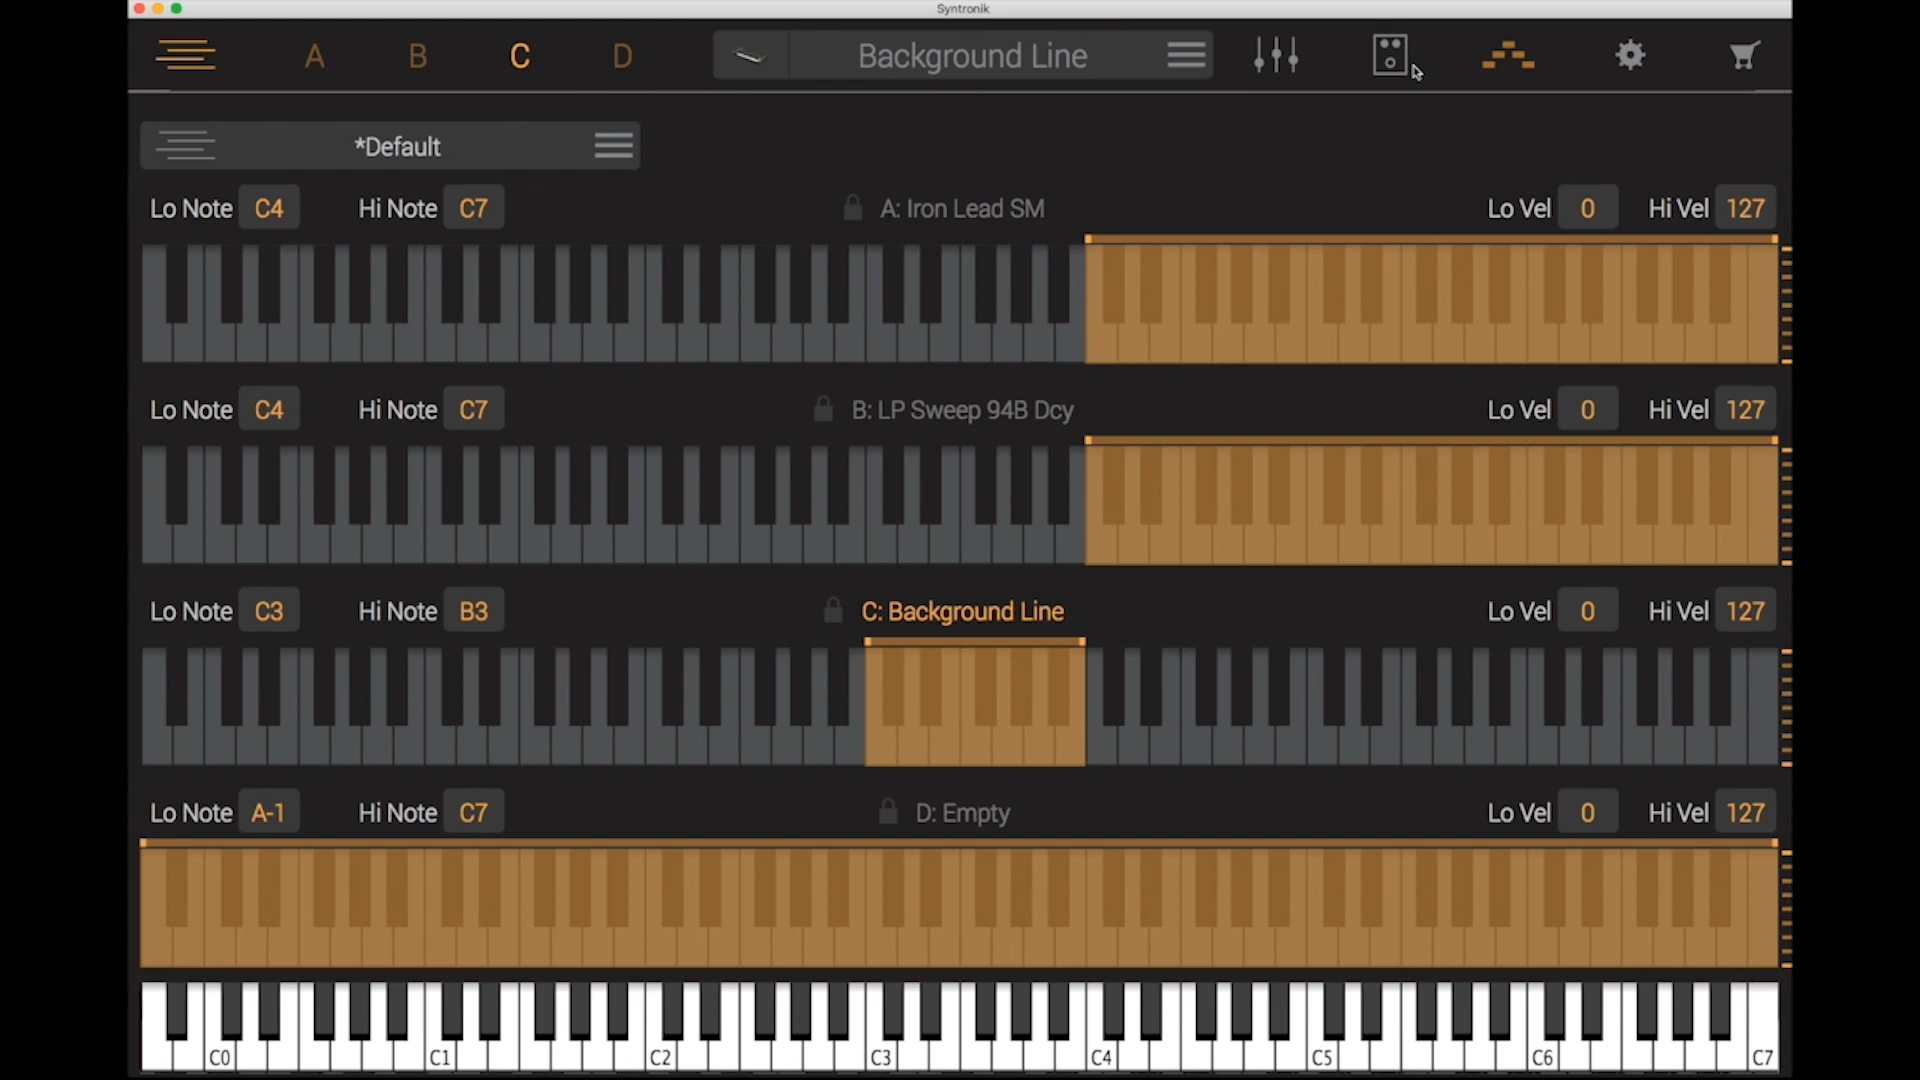 Syntronik
A B C D Background Line
*Default
Lo Note C4 Hi Note C7 A: Iron Lead SM Lo Vel 0 Hi Vel 127
Lo Note C4 Hi Note C7 B: LP Sweep 94B Dcy Lo Vel 0 Hi Vel 127
Lo Note C3 Hi Note B3 C: Background Line Lo Vel 0 Hi Vel 127
Lo Note A-1 Hi Note C7 D: Empty Lo Vel 0 Hi Vel 127
C0 C1 C2 C3 C4 C5 C6 C7